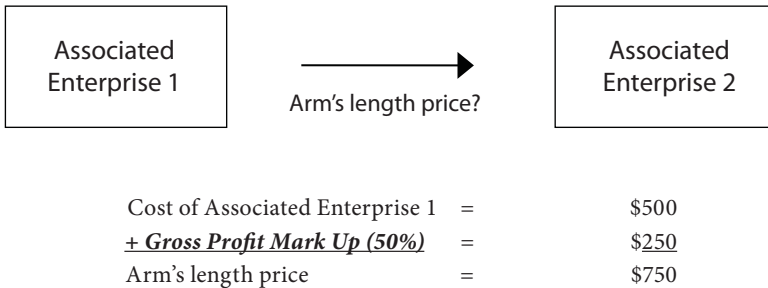 Associated
Enterprise 1
Arm's length price?
Associated
Enterprise 2
Cost of Associated Enterprise 1 = $500
+ Gross Profit Mark Up (50%) = $250
Arm's length price = $750